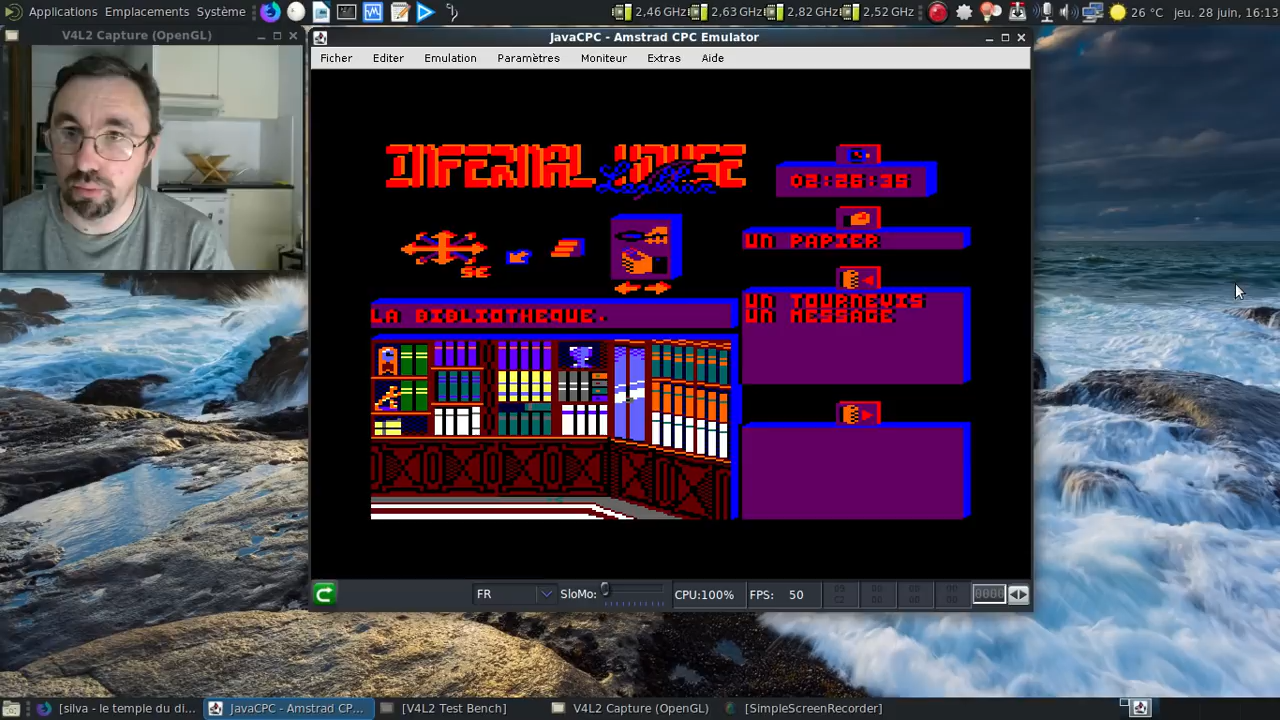 Applications Emplacements Système
2,46 GHz 2,63 GHz 2,82 GHz 2,52 GHz
26 °C jeu. 28 juin, 16:13
V4L2 Capture (OpenGL)
JavaCPC - Amstrad CPC Emulator
Ficher Editer Emulation Paramètres Moniteur Extras Aide
INFERNAL HOUSE
02:26:35
UN PAPIER
SE
UN TOURNEVIS
UN MESSAGE
LA BIBLIOTHEQUE.
FR SloMo: CPU:100% FPS: 50
0000
[silva - le temple du di... JavaCPC - Amstrad CP... [V4L2 Test Bench] V4L2 Capture (OpenGL) [SimpleScreenRecorder]